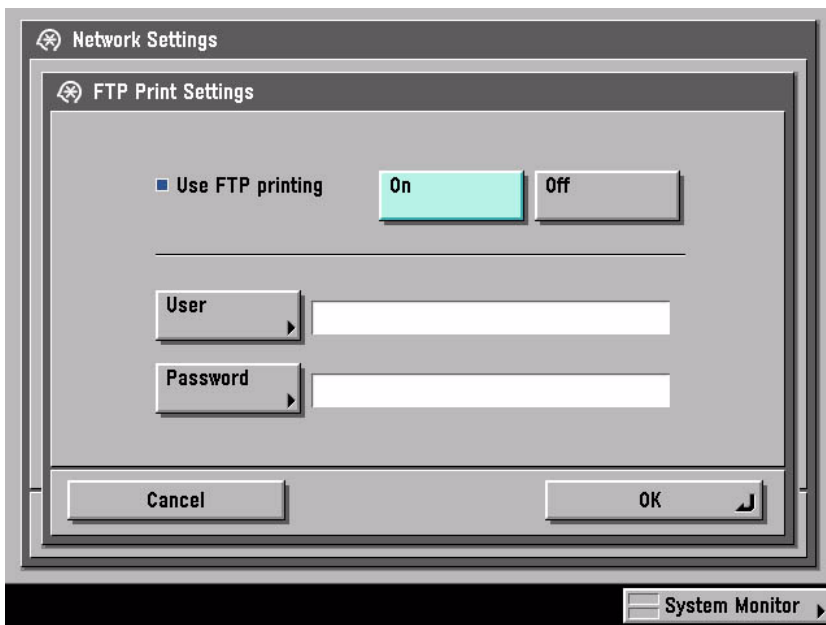 Network Settings
FTP Print Settings
Use FTP printing On Off
User
Password
Cancel OK
System Monitor